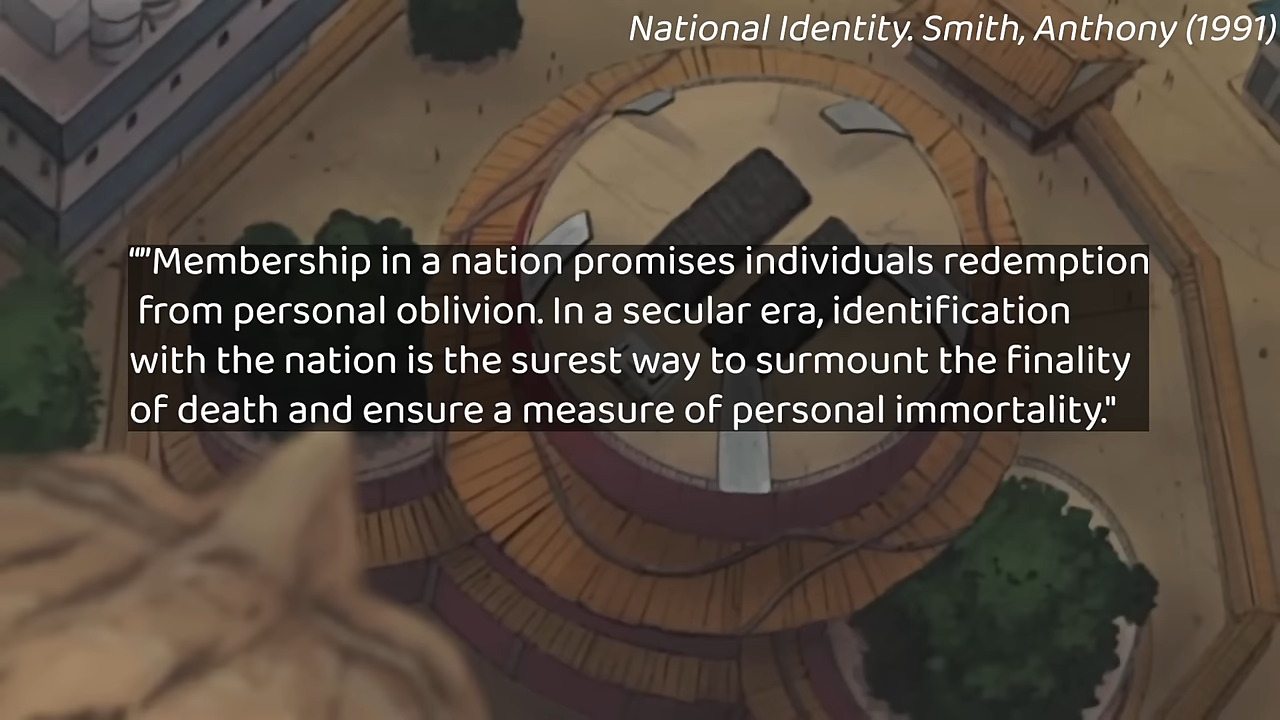 National Identity. Smith, Anthony (1991)
“”Membership in a nation promises individuals redemption
from personal oblivion. In a secular era, identification
with the nation is the surest way to surmount the finality
of death and ensure a measure of personal immortality."